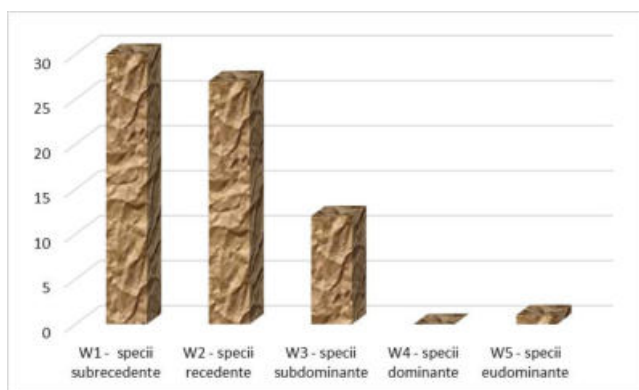 30
25
20
15
10
5
0
W1 - specii subrecedente
W2 - specii recedente
W3 - specii subdominante
W4 - specii dominante
W5 - specii eudominante